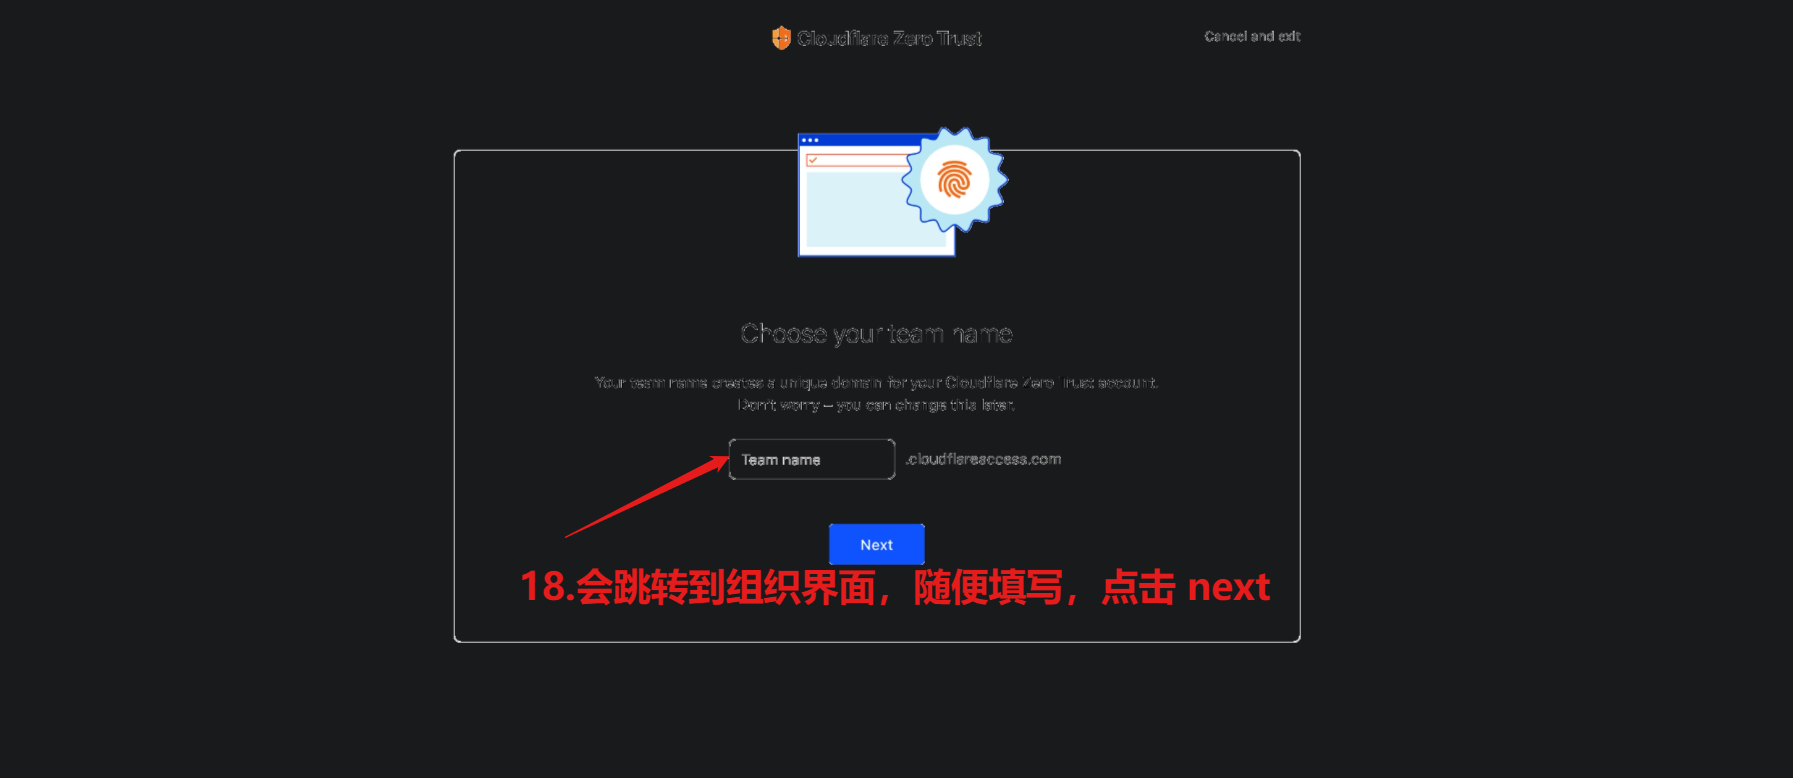 Cloudflare Zero Trust
Cancel and exit
Choose your team name
Your team name creates a unique domain for your Cloudflare Zero Trust account.
Don't worry – you can change this later.
Team name .cloudflareaccess.com
Next
18.会跳转到组织界面，随便填写，点击 next